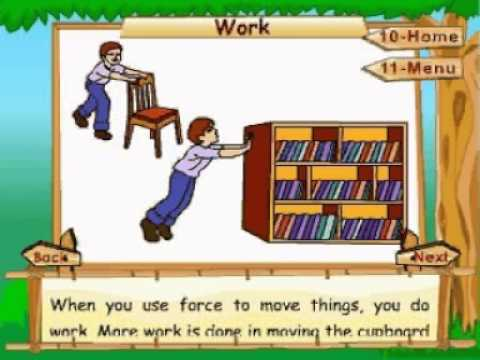 Work
10-Home
11-Menu
Back
Next
When you use force to move things, you do
work. More work is done in moving the cupboard